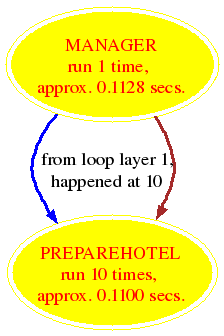 MANAGER
run 1 time,
approx. 0.1128 secs.
from loop layer 1,
happened at 10
PREPAREHOTEL
run 10 times,
approx. 0.1100 secs.